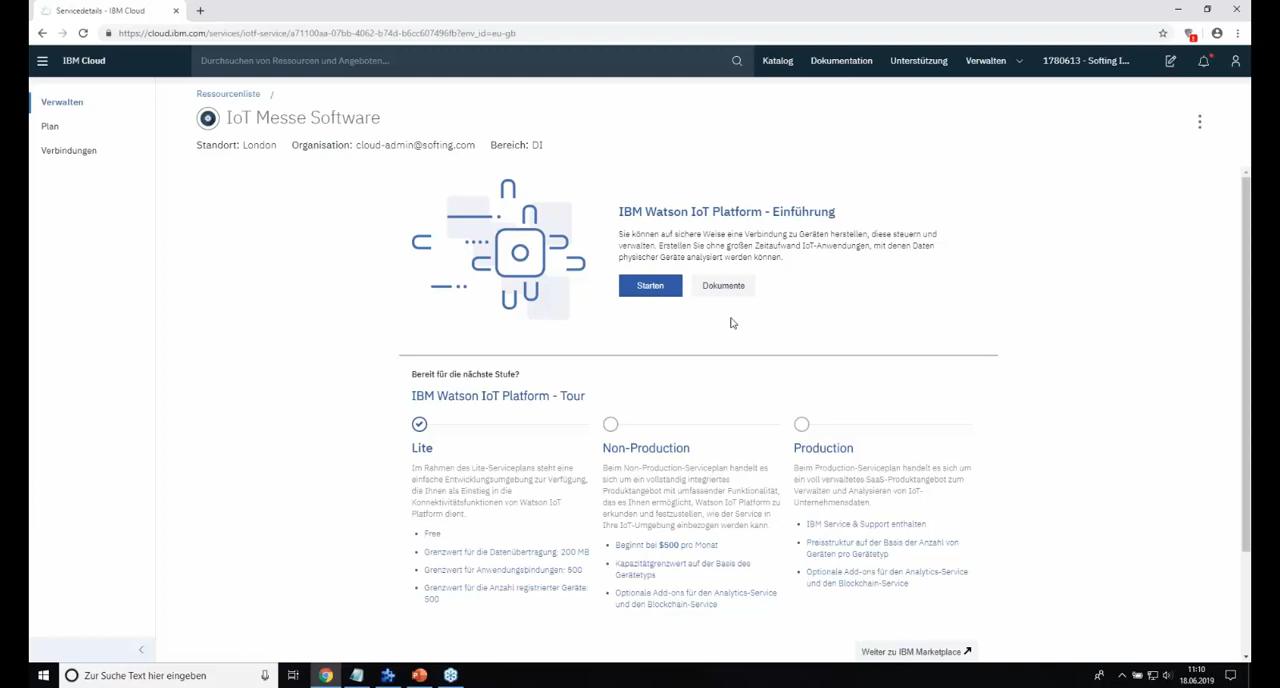 Servicedetails - IBM Cloud
https://cloud.ibm.com/services/iotf-service/a71100aa-07bb-4062-b74d-b6cc607496fb?env_id=eu-gb
IBM Cloud
Durchsuchen von Ressourcen und Angeboten...
Katalog
Dokumentation
Unterstützung
Verwalten
1780613 - Softing I...
Verwalten
Plan
Verbindungen
Ressourcenliste /
IoT Messe Software
Standort: London Organisation: cloud-admin@softing.com Bereich: DI
IBM Watson IoT Platform - Einführung
Sie können auf sichere Weise eine Verbindung zu Geräten herstellen, diese steuern und
verwalten. Erstellen Sie ohne großen Zeitaufwand IoT-Anwendungen, mit denen Daten
physischer Geräte analysiert werden können.
Starten
Dokumente
Bereit für die nächste Stufe?
IBM Watson IoT Platform - Tour
Lite
Im Rahmen des Lite-Serviceplans steht eine
einfache Entwicklungsumgebung zur Verfügung,
die Ihnen als Einstieg in die
Konnektivitätsfunktionen von Watson IoT
Platform dient.
• Free
• Grenzwert für die Datenübertragung: 200 MB
• Grenzwert für Anwendungsbindungen: 500
• Grenzwert für die Anzahl registrierter Geräte:
500
Non-Production
Beim Non-Production-Serviceplan handelt es
sich um ein vollständig integriertes
Produktangebot mit umfassender Funktionalität,
das es Ihnen ermöglicht, Watson IoT Platform zu
erkunden und festzustellen, wie der Service in
Ihre IoT-Umgebung einbezogen werden kann.
• Beginnt bei $500 pro Monat
• Kapazitätgrenzwert auf der Basis des
Gerätetyps
• Optionale Add-ons für den Analytics-Service
und den Blockchain-Service
Production
Beim Production-Serviceplan handelt es sich um
ein voll verwaltetes SaaS-Produktangebot zum
Verwalten und Analysieren von IoT-
Unternehmensdaten.
• IBM Service & Support enthalten
• Preisstruktur auf der Basis der Anzahl von
Geräten pro Gerätetyp
• Optionale Add-ons für den Analytics-Service
und den Blockchain-Service
Weiter zu IBM Marketplace
Zur Suche Text hier eingeben
11:10
18.06.2019